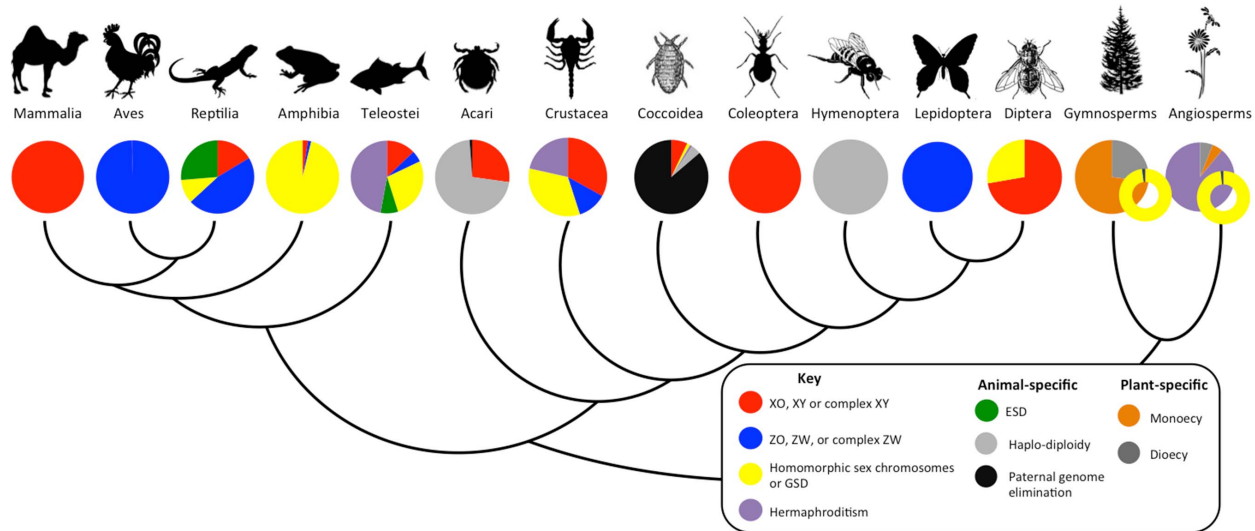 Mammalia Aves Reptilia Amphibia Teleostei Acari Crustacea Coccoidea Coleoptera Hymenoptera Lepidoptera Diptera Gymnosperms Angiosperms
Key
XO, XY or complex XY
ZO, ZW, or complex ZW
Homomorphic sex chromosomes
or GSD
Hermaphroditism
Animal-specific
ESD
Haplo-diploidy
Paternal genome
elimination
Plant-specific
Monoecy
Dioecy